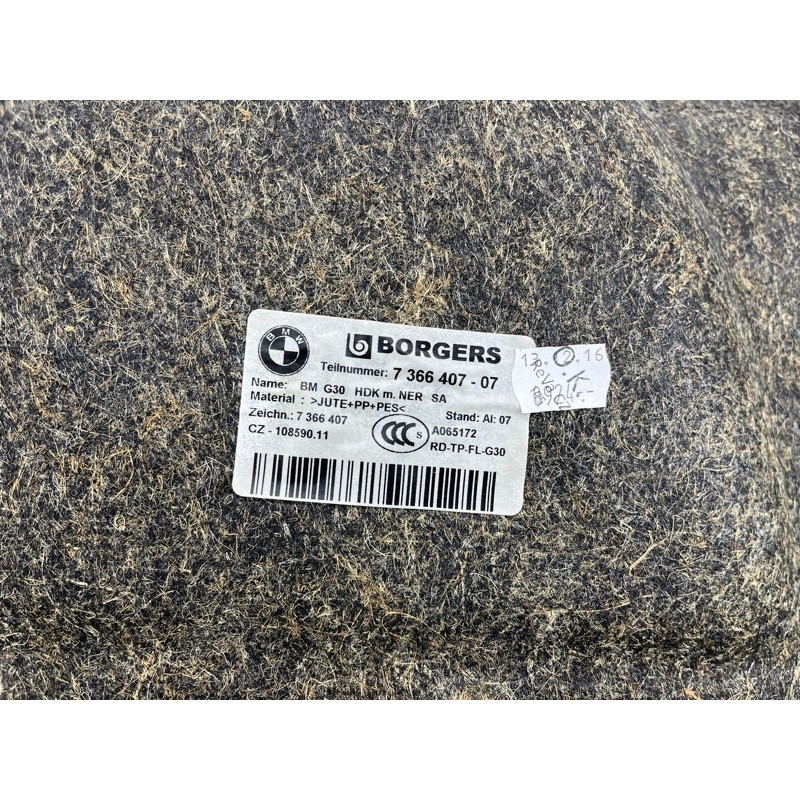 BMW
BORGERS
Teilnummer: 7 366 407 - 07
Name: BM G30 HDK m. NER SA
Material : >JUTE+PP+PES<
Zeichn.: 7 366 407
Stand: AI: 07
CZ - 108590.11
CCC S
A065172
RD-TP-FL-G30
O.K.-